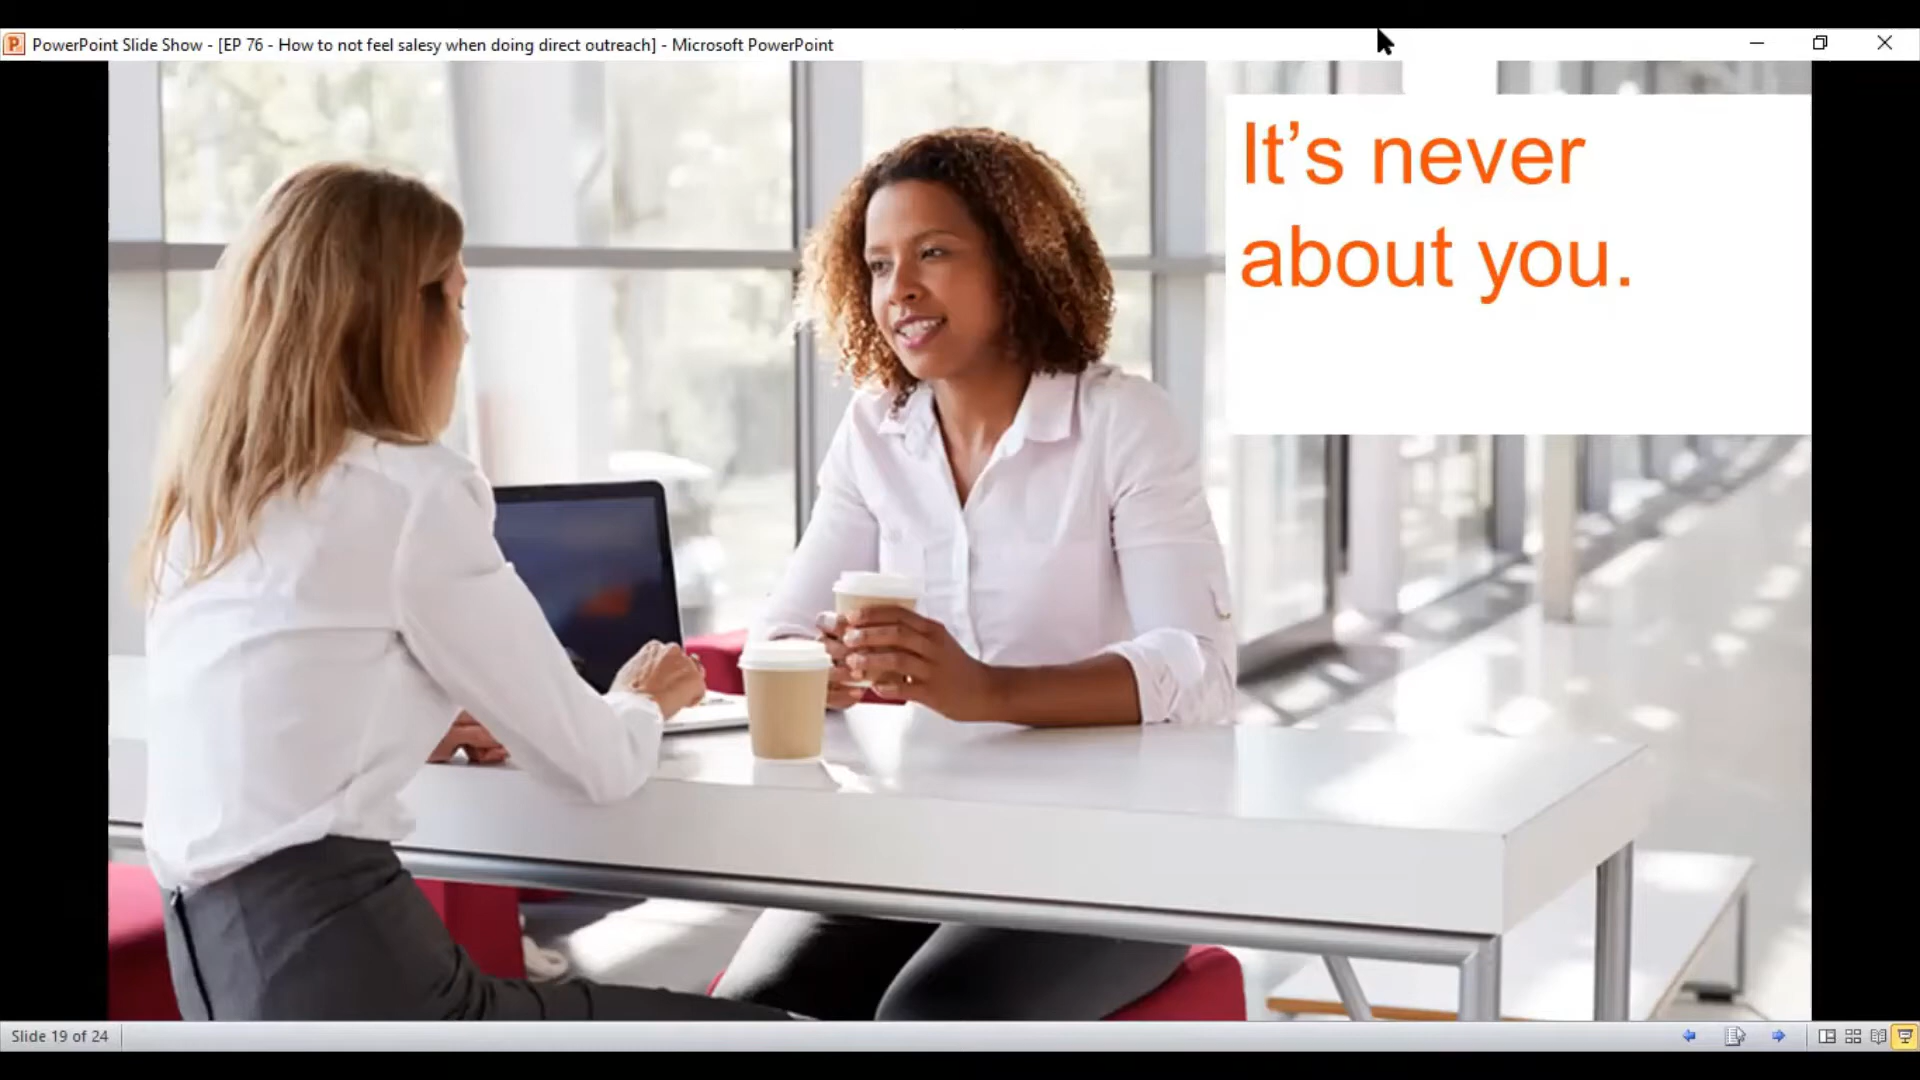 PowerPoint Slide Show - [EP 76 - How to not feel salesy when doing direct outreach] - Microsoft PowerPoint
It’s never
about you.
Slide 19 of 24